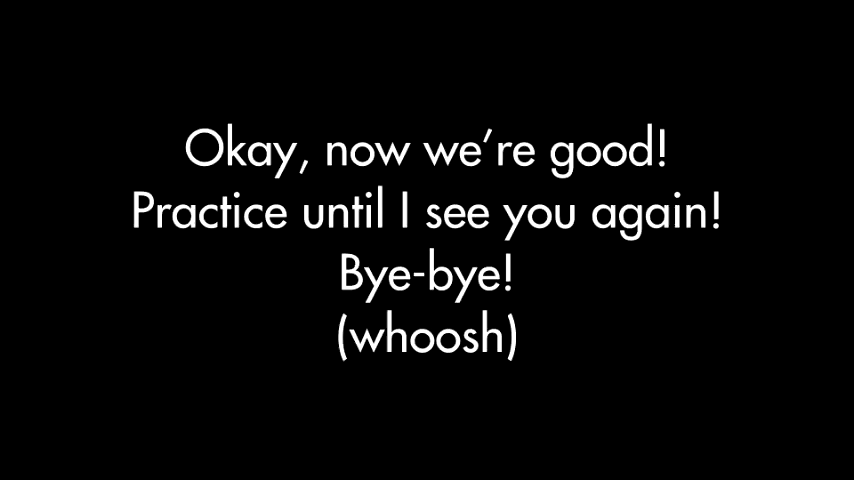 Okay, now we’re good!
Practice until I see you again!
Bye-bye!
(whoosh)